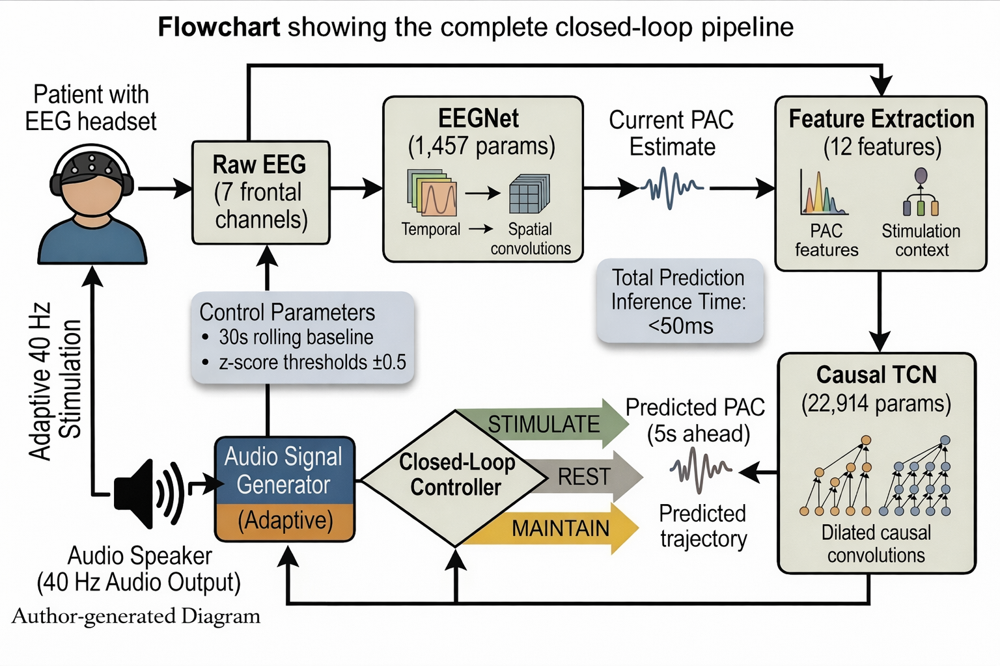 Flowchart showing the complete closed-loop pipeline
Patient with
EEG headset
Raw EEG
(7 frontal
channels)
EEGNet
(1,457 params)
Temporal
Spatial
convolutions
Current PAC
Estimate
Feature Extraction
(12 features)
PAC
features
Stimulation
context
Total Prediction
Inference Time:
<50ms
Control Parameters
• 30s rolling baseline
• z-score thresholds ±0.5
Adaptive 40 Hz
Stimulation
Audio Signal
Generator
(Adaptive)
Closed-Loop
Controller
STIMULATE
REST
MAINTAIN
Predicted PAC
(5s ahead)
Predicted
trajectory
Causal TCN
(22,914 params)
Dilated causal
convolutions
Audio Speaker
(40 Hz Audio Output)
Author-generated Diagram